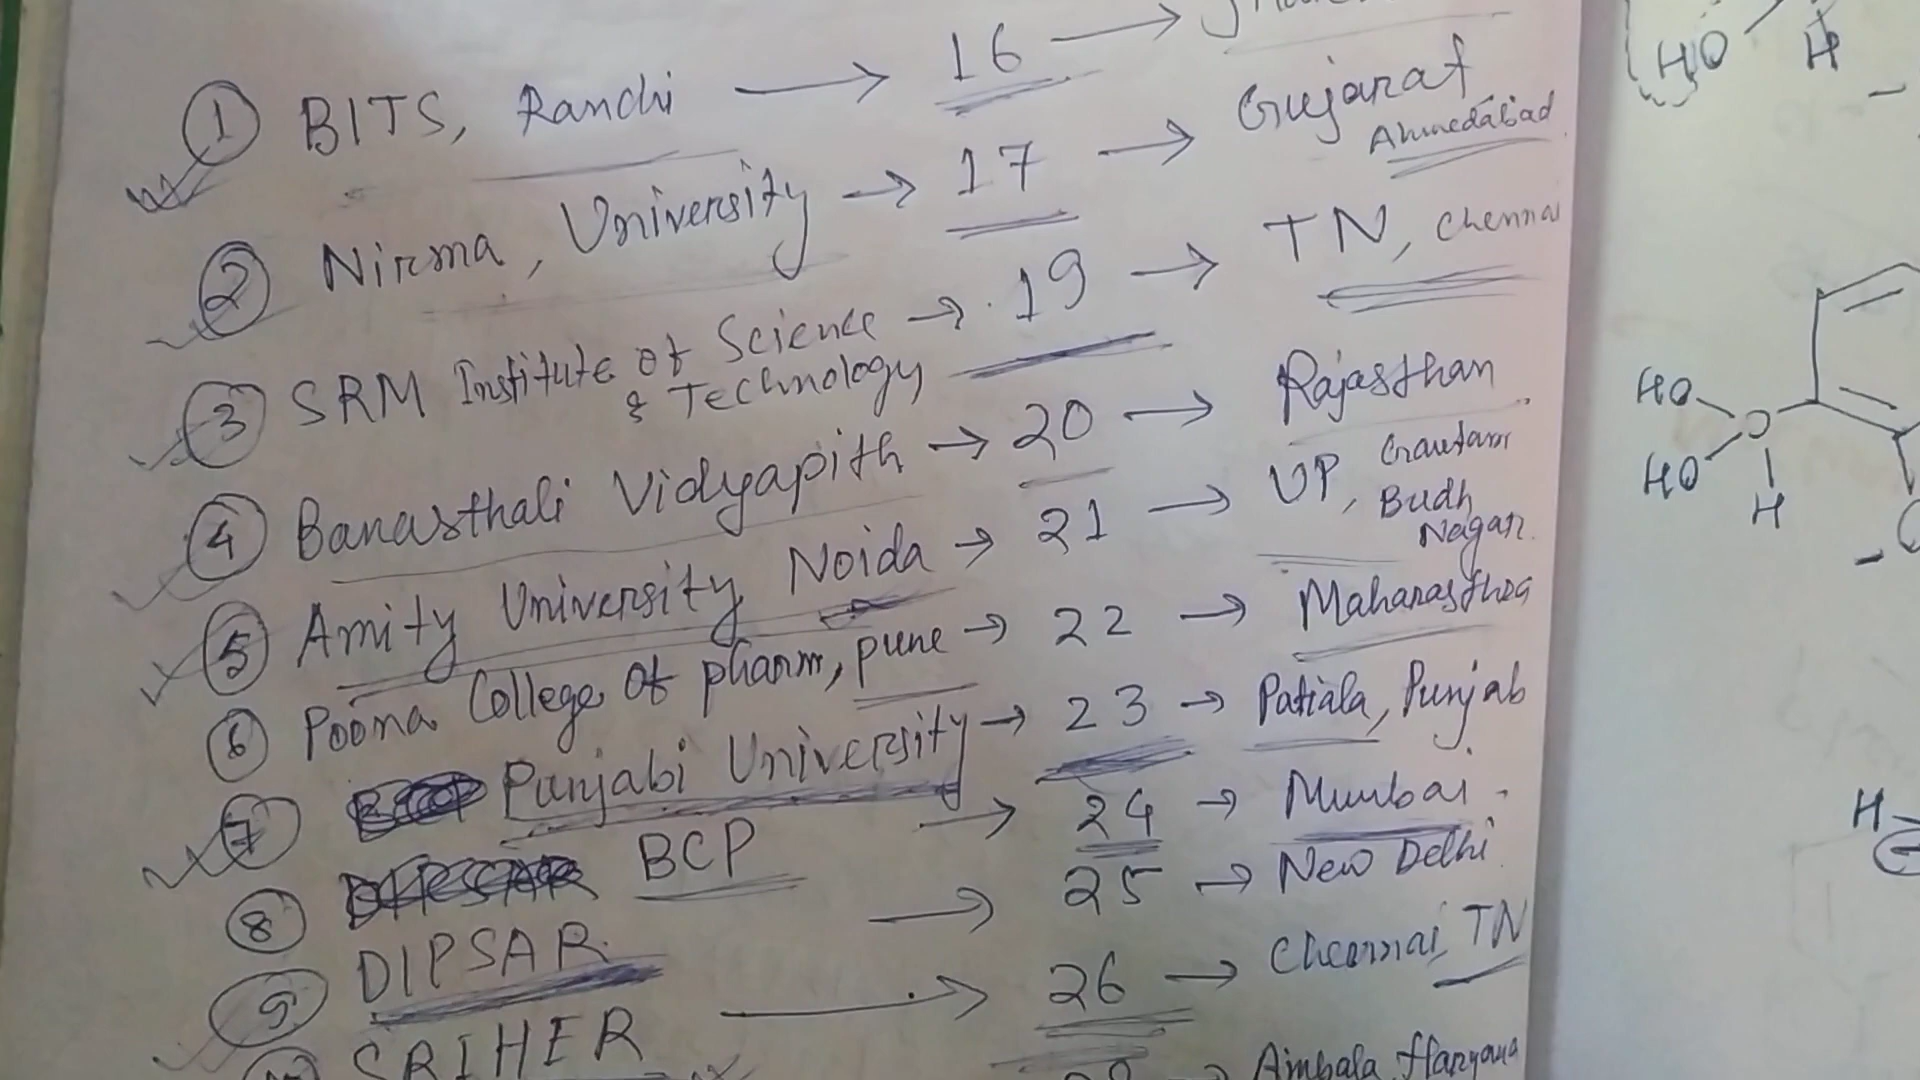 ① BITS, Ranchi → 16 →
② Nirma, University → 17 → Gujarat
Ahmedabad
③ SRM Institute of Science → 19 → TN, Chennai
& Technology
④ Banasthali Vidyapith → 20 → Rajasthan
⑤ Amity University, Noida → 21 → UP, Gautam
Budh
Nagar
⑥ Poona College of pharm, pune → 22 → Maharasthra
⑦ Punjabi University → 23 → Patiala, Punjab
⑧ BCP → 24 → Mumbai
⑨ DIPSAR → 25 → New Delhi
SRIHER → 26 → Chennai, TN
Ambala, Haryana
HO H
HO
HO
H
H